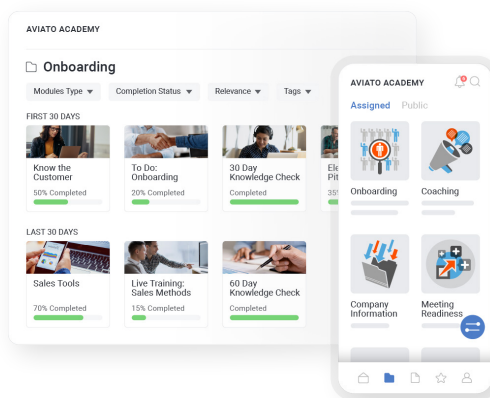 AVIATO ACADEMY
Onboarding
Modules Type
Completion Status
Relevance
Tags
FIRST 30 DAYS
Know the
Customer
50% Completed
To Do:
Onboarding
20% Completed
30 Day
Knowledge Check
Completed
LAST 30 DAYS
Sales Tools
70% Completed
Live Training:
Sales Methods
15% Completed
60 Day
Knowledge Check
Completed
AVIATO ACADEMY
Assigned
Public
Onboarding
Coaching
Company
Information
Meeting
Readiness